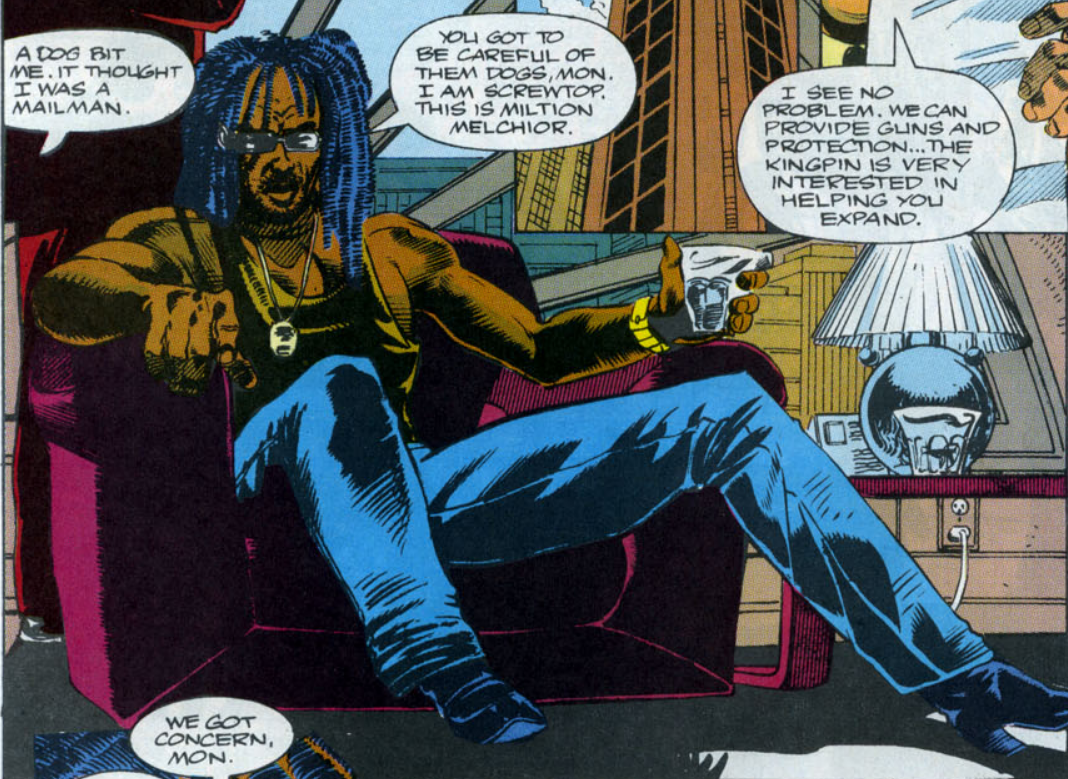 A DOG BIT
ME. IT THOUGHT
I WAS A
MAILMAN.
YOU GOT TO
BE CAREFUL OF
THEM DOGS, MON.
I AM SCREWTOP.
THIS IS MILTION
MELCHIOR.
I SEE NO
PROBLEM. WE CAN
PROVIDE GUNS AND
PROTECTION...THE
KINGPIN IS VERY
INTERESTED IN
HELPING YOU
EXPAND.
WE GOT
CONCERN,
MON.